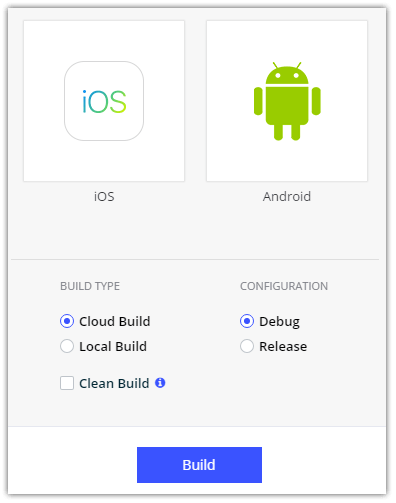 iOS
iOS
Android
BUILD TYPE
CONFIGURATION
Cloud Build
Debug
Local Build
Release
Clean Build
Build